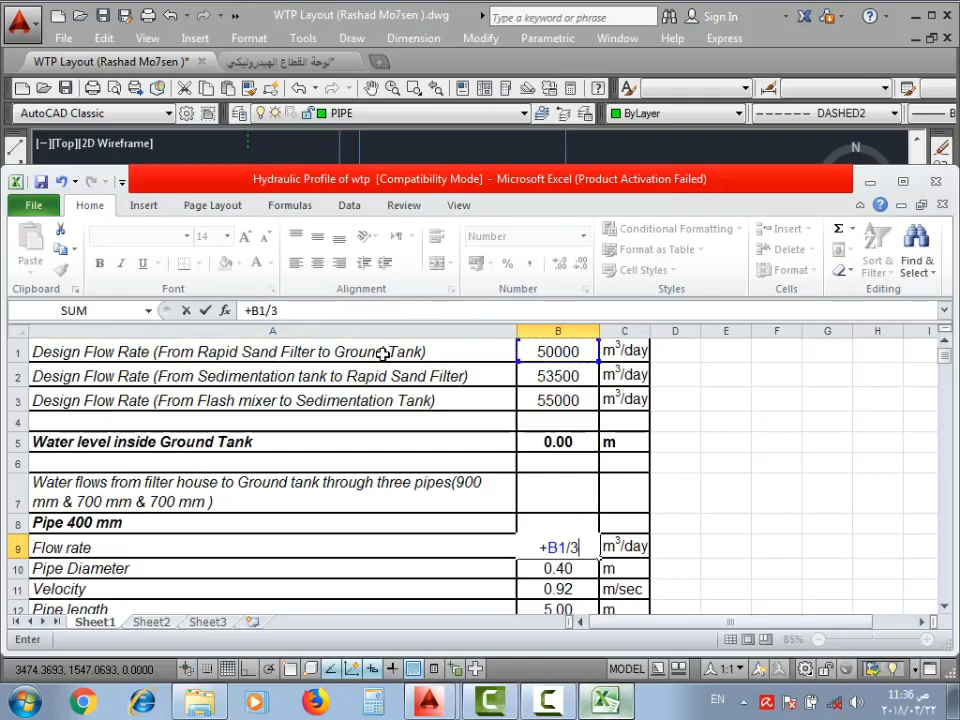 WTP Layout (Rashad Mo7sen ).dwg
Type a keyword or phrase
Sign In
File Edit View Insert Format Tools Draw Dimension Modify Parametric Window Help Express
WTP Layout (Rashad Mo7sen )*
لوحة القطاع الهيدروليكي*
AutoCAD Classic
PIPE
ByLayer
DASHED2
[−][Top][2D Wireframe]
N
Hydraulic Profile of wtp [Compatibility Mode] - Microsoft Excel (Product Activation Failed)
File Home Insert Page Layout Formulas Data Review View
Paste
14
Number
Conditional Formatting
Format as Table
Cell Styles
Insert
Delete
Format
Sort & Filter
Find & Select
Clipboard Font Alignment Number Styles Cells Editing
SUM
+B1/3
A B C D E F G H I
1 Design Flow Rate (From Rapid Sand Filter to Ground Tank) 50000 m³/day
2 Design Flow Rate (From Sedimentation tank to Rapid Sand Filter) 53500 m³/day
3 Design Flow Rate (From Flash mixer to Sedimentation Tank) 55000 m³/day
4
5 Water level inside Ground Tank 0.00 m
6
Water flows from filter house to Ground tank through three pipes(900
7 mm & 700 mm & 700 mm )
8 Pipe 400 mm
9 Flow rate +B1/3 m³/day
10 Pipe Diameter 0.40 m
11 Velocity 0.92 m/sec
12 Pipe length 5.00 m
Sheet1 Sheet2 Sheet3
Enter
85%
3474.3693, 1547.0693, 0.0000
MODEL
1:1
EN
11:36 ص
٢٠١٨/٠٣/٢٢